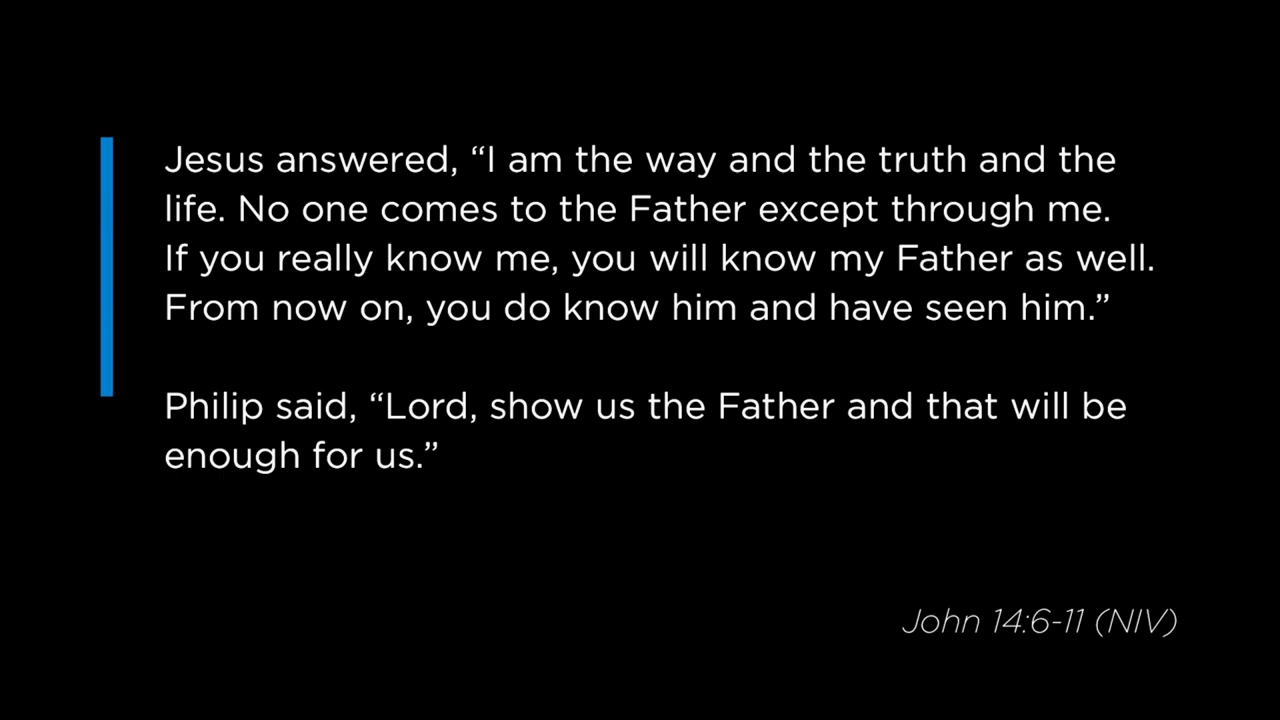 Jesus answered, “I am the way and the truth and the
life. No one comes to the Father except through me.
If you really know me, you will know my Father as well.
From now on, you do know him and have seen him.”
Philip said, “Lord, show us the Father and that will be
enough for us.”
John 14:6-11 (NIV)